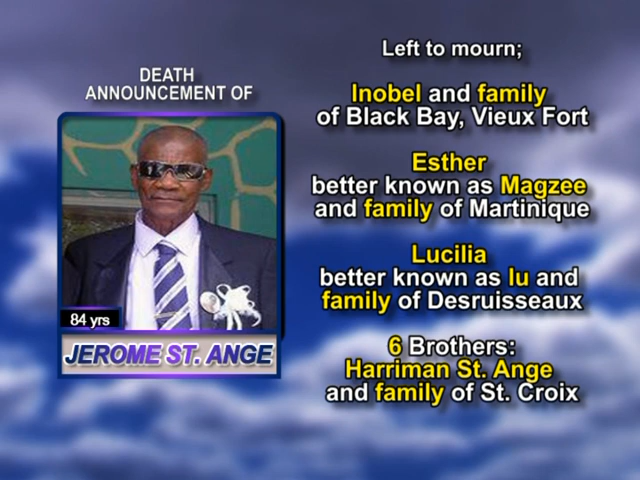 DEATH
ANNOUNCEMENT OF
84 yrs
JEROME ST. ANGE
Left to mourn;
Inobel and family
of Black Bay, Vieux Fort
Esther
better known as Magzee
and family of Martinique
Lucilia
better known as lu and
family of Desruisseaux
6 Brothers:
Harriman St. Ange
and family of St. Croix